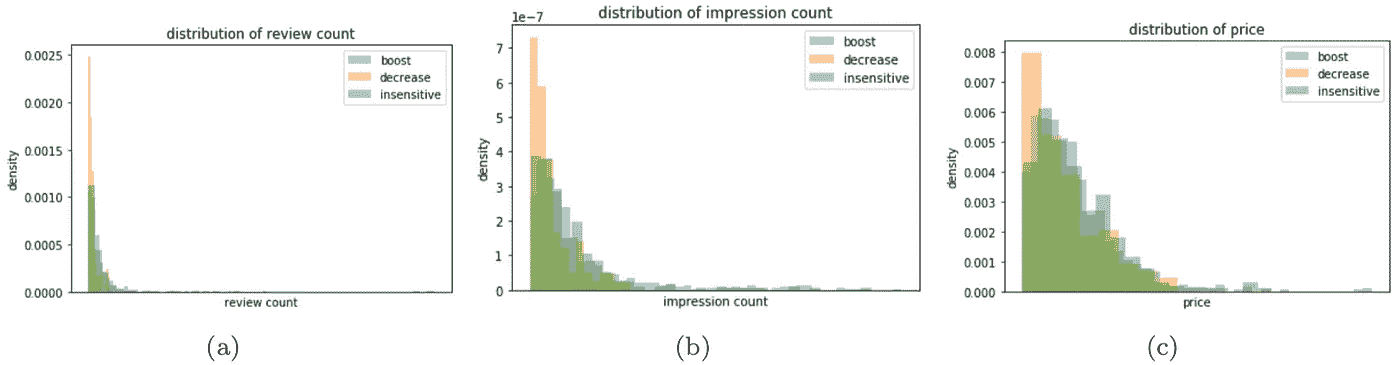 distribution of review count
0.0025
0.0020
0.0015
0.0010
0.0005
0.0000
density
review count
boost
decrease
insensitive
(a)
distribution of impression count
1e-7
7
6
5
4
3
2
1
0
density
impression count
boost
decrease
insensitive
(b)
distribution of price
0.008
0.007
0.006
0.005
0.004
0.003
0.002
0.001
0.000
density
price
boost
decrease
insensitive
(c)